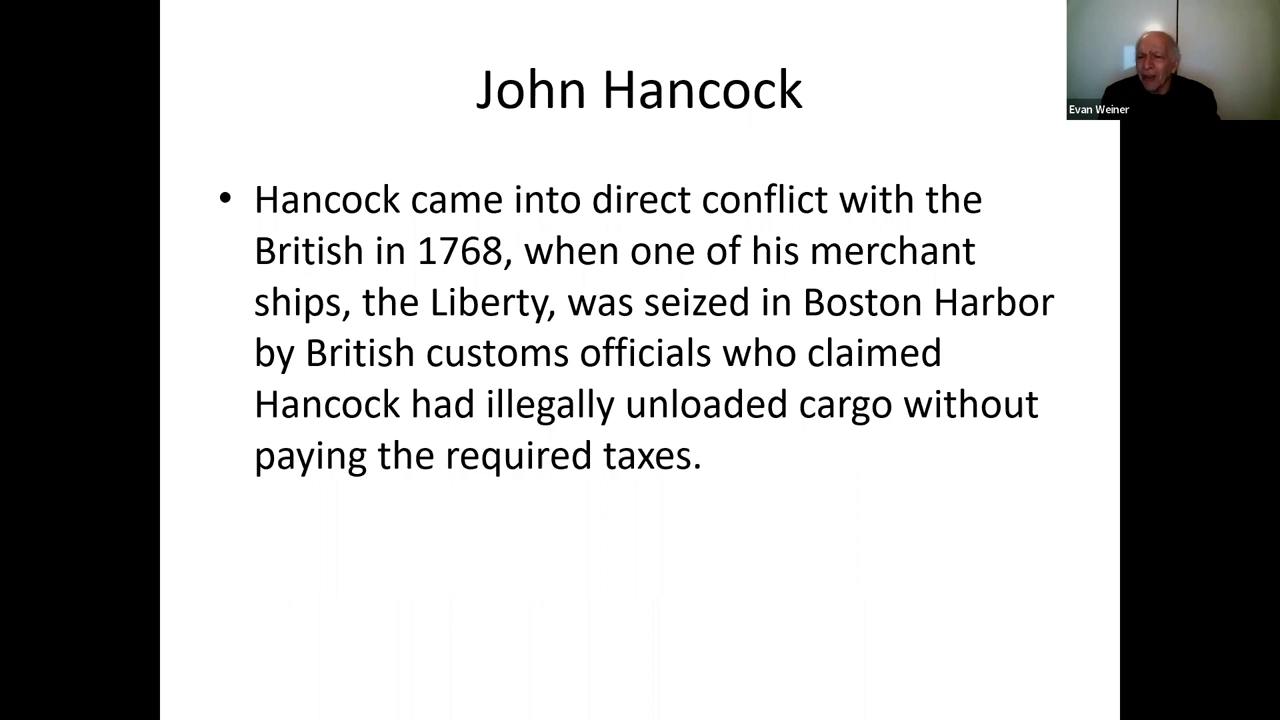 John Hancock
Evan Weiner
• Hancock came into direct conflict with the
British in 1768, when one of his merchant
ships, the Liberty, was seized in Boston Harbor
by British customs officials who claimed
Hancock had illegally unloaded cargo without
paying the required taxes.